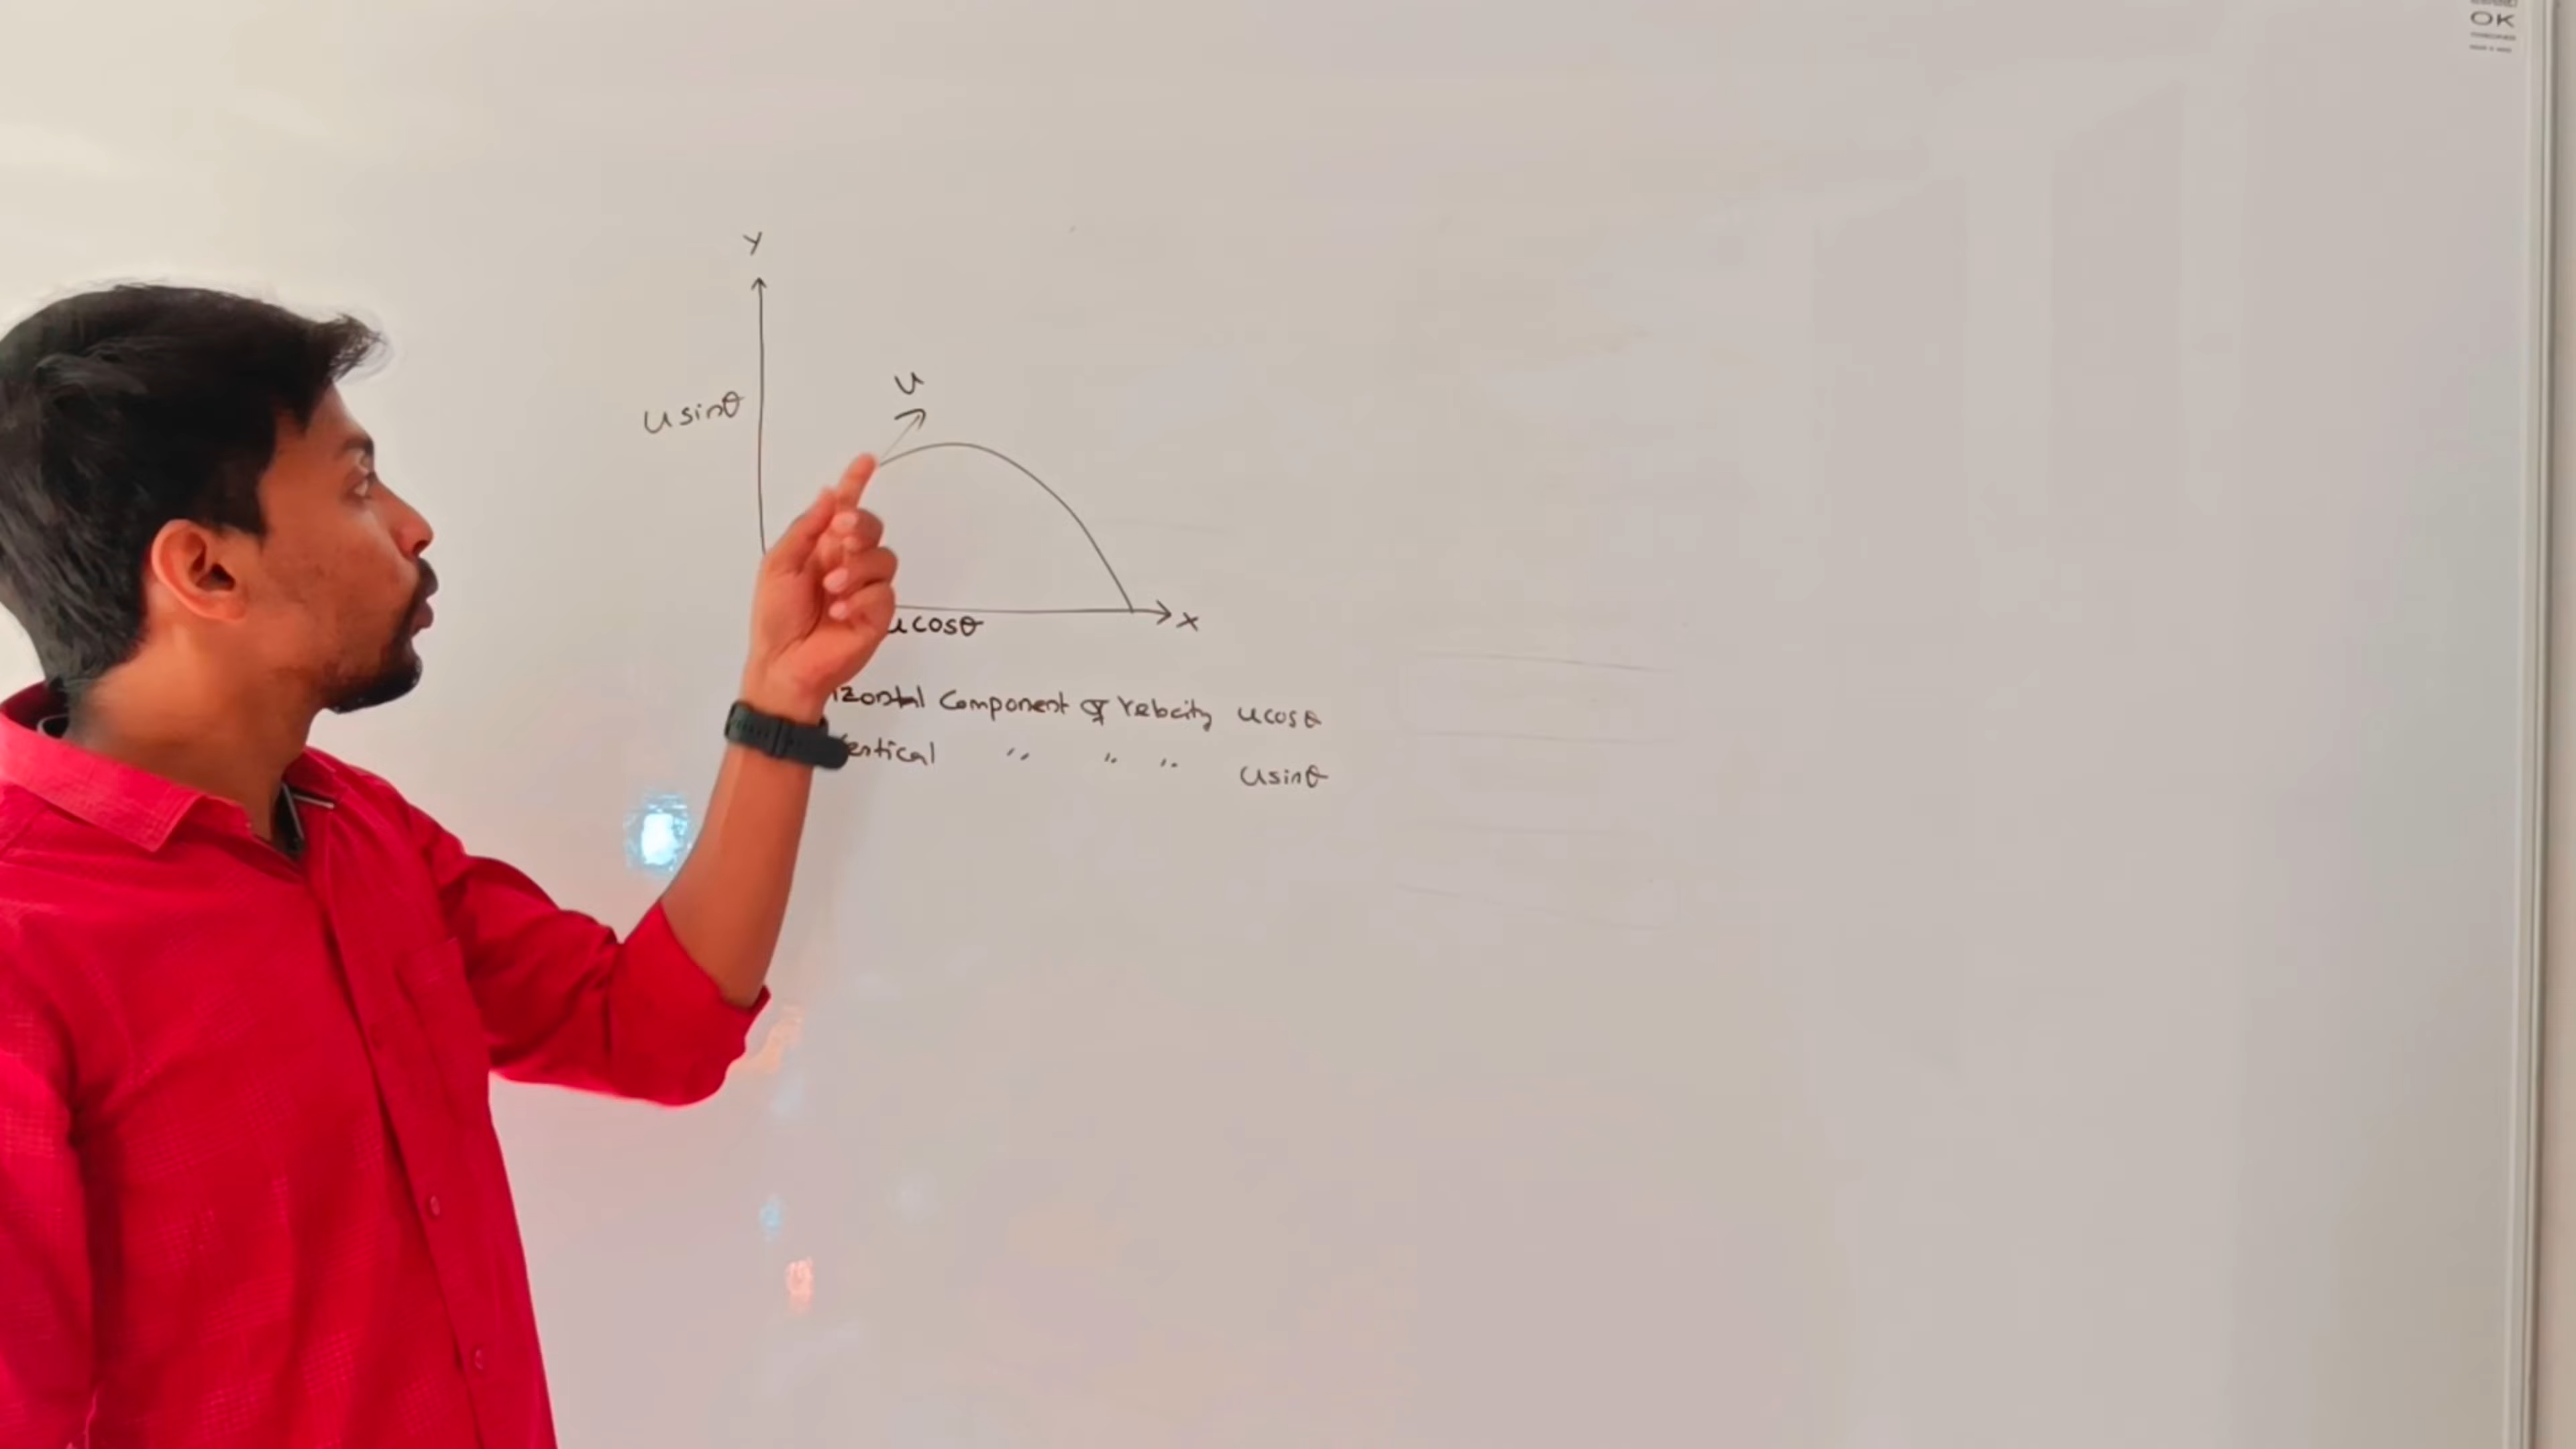 OK
Y
u
usinθ
ucosθ
x
izontal Component of Velocity ucosθ
ertical " " " usinθ